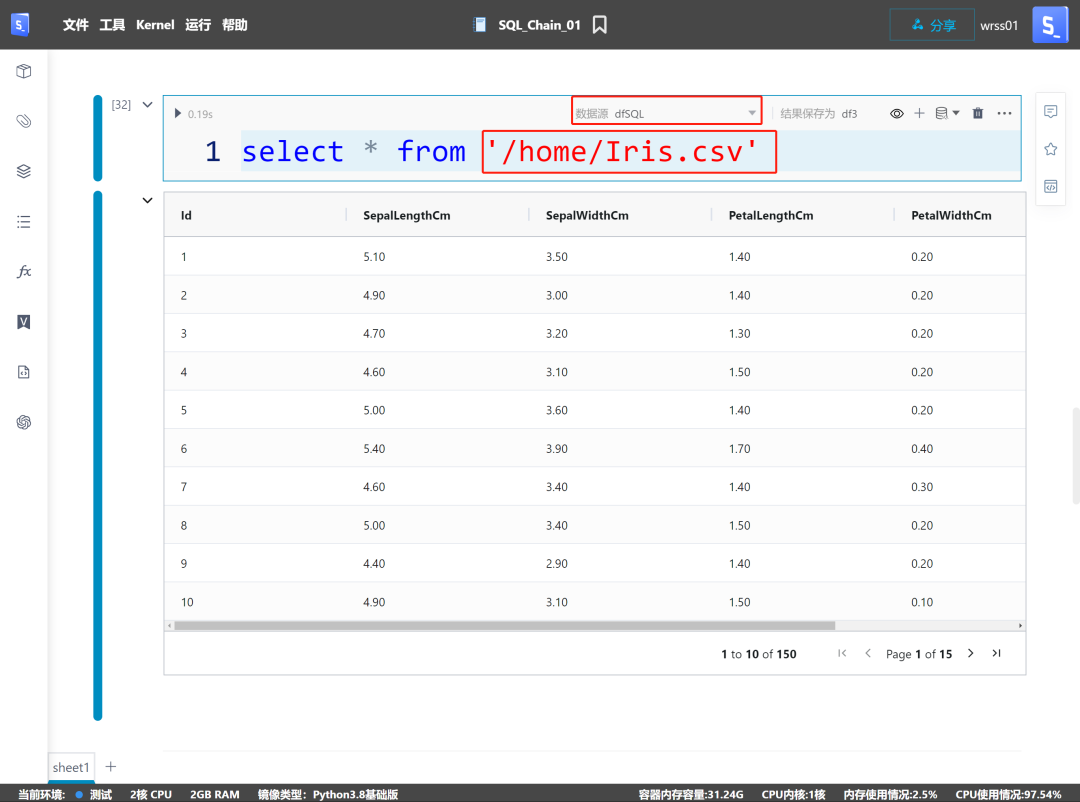 S_ 文件 工具 Kernel 运行 帮助 SQL_Chain_01 分享 wrss01 S_
[32] 0.19s 数据源 dfSQL 结果保存为 df3
1 select * from '/home/Iris.csv'
Id SepalLengthCm SepalWidthCm PetalLengthCm PetalWidthCm
1 5.10 3.50 1.40 0.20
2 4.90 3.00 1.40 0.20
3 4.70 3.20 1.30 0.20
4 4.60 3.10 1.50 0.20
5 5.00 3.60 1.40 0.20
6 5.40 3.90 1.70 0.40
7 4.60 3.40 1.40 0.30
8 5.00 3.40 1.50 0.20
9 4.40 2.90 1.40 0.20
10 4.90 3.10 1.50 0.10
1 to 10 of 150 Page 1 of 15
sheet1
当前环境: 测试 2核 CPU 2GB RAM 镜像类型: Python3.8基础版 容器内存容量:31.24G CPU内核:1核 内存使用情况:2.5% CPU使用情况:97.54%